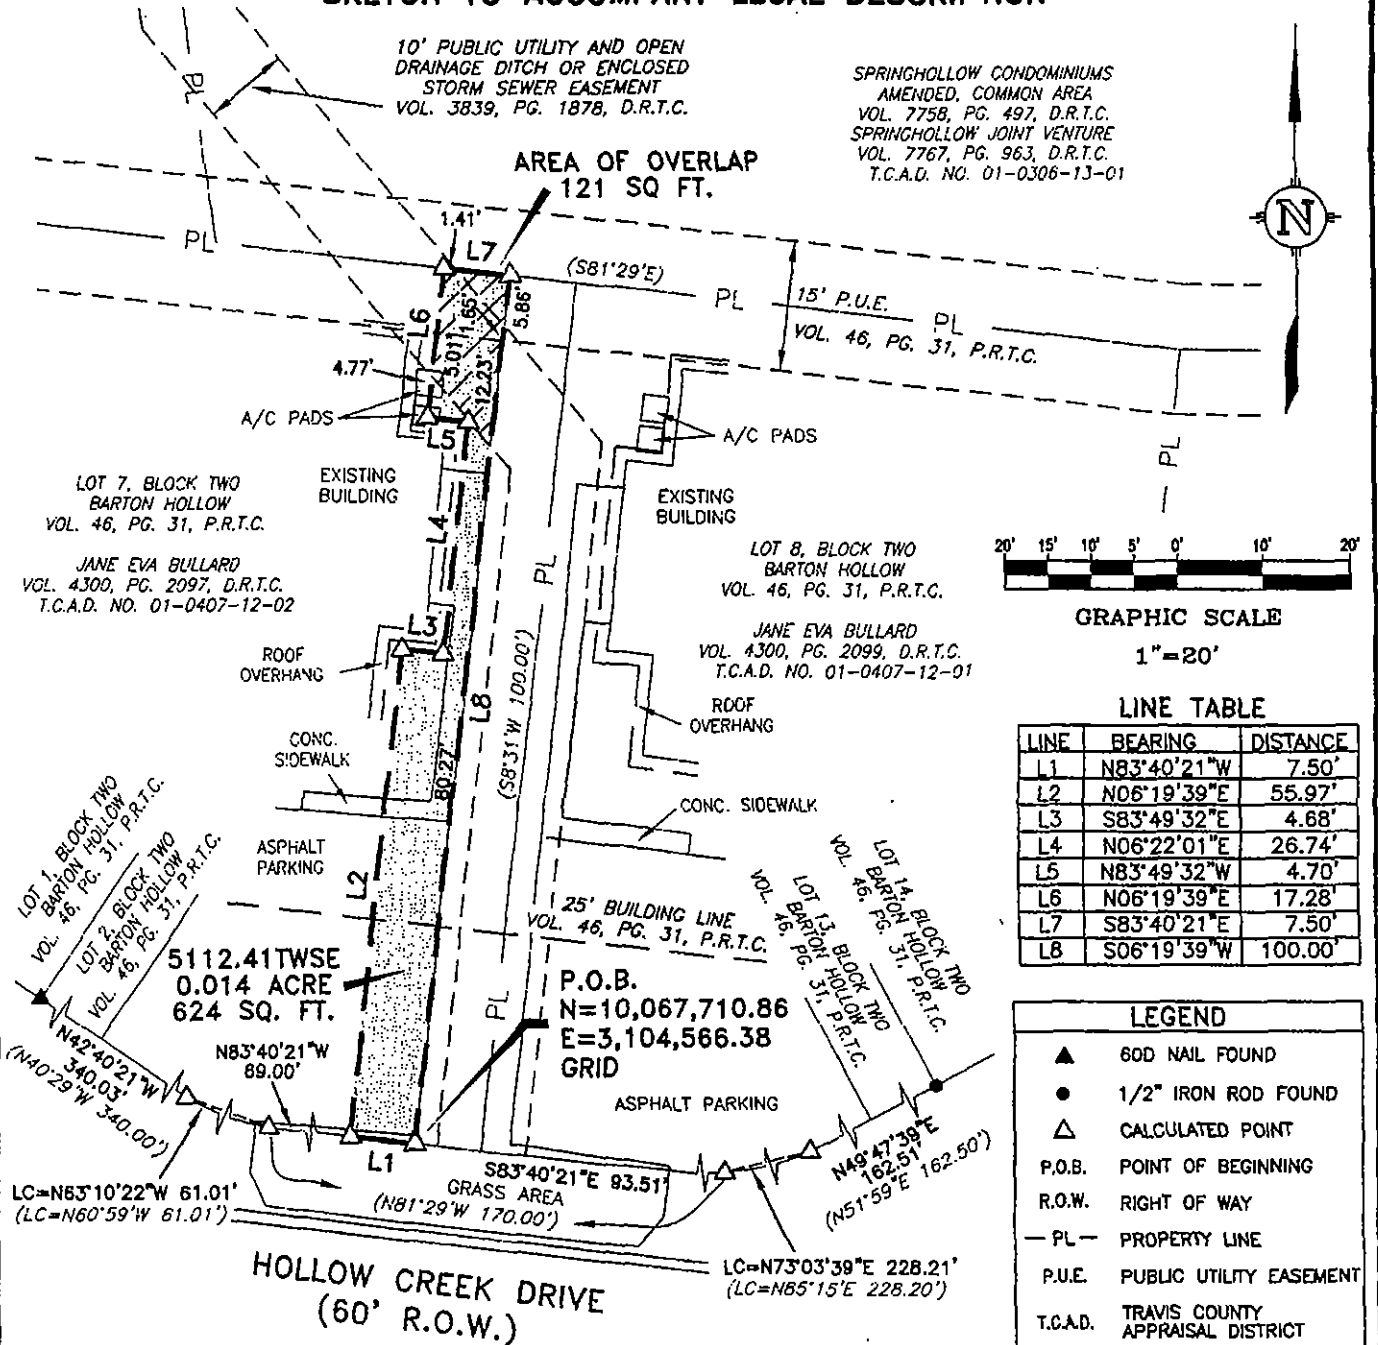 10' PUBLIC UTILITY AND OPEN
DRAINAGE DITCH OR ENCLOSED
STORM SEWER EASEMENT
VOL. 3839, PG. 1878, D.R.T.C.
SPRINGHOLLOW CONDOMINIUMS
AMENDED, COMMON AREA
VOL. 7758, PG. 497, D.R.T.C.
SPRINGHOLLOW JOINT VENTURE
VOL. 7767, PG. 963, D.R.T.C.
T.C.A.D. NO. 01-0306-13-01
AREA OF OVERLAP
121 SQ FT.
N
PL
PL
1.41'
L7
(S81°29'E)
PL
15' P.U.E.
PL
VOL. 46, PG. 31, P.R.T.C.
L6
1.65'
5.86'
5.01'
12.23'
4.77'
A/C PADS
L5
A/C PADS
PL
EXISTING
BUILDING
EXISTING
BUILDING
LOT 7, BLOCK TWO
BARTON HOLLOW
VOL. 46, PG. 31, P.R.T.C.
JANE EVA BULLARD
VOL. 4300, PG. 2097, D.R.T.C.
T.C.A.D. NO. 01-0407-12-02
L4
PL
LOT 8, BLOCK TWO
BARTON HOLLOW
VOL. 46, PG. 31, P.R.T.C.
JANE EVA BULLARD
VOL. 4300, PG. 2099, D.R.T.C.
T.C.A.D. NO. 01-0407-12-01
20' 15' 10' 5' 0' 10' 20'
GRAPHIC SCALE
1"=20'
L3
ROOF
OVERHANG
L8
(S8°31'W 100.00')
ROOF
OVERHANG
CONC.
SIDEWALK
80.27'
CONC. SIDEWALK
ASPHALT
PARKING
L2
LINE TABLE
LINE BEARING DISTANCE
L1 N83°40'21"W 7.50'
L2 N06°19'39"E 55.97'
L3 S83°49'32"E 4.68'
L4 N06°22'01"E 26.74'
L5 N83°49'32"W 4.70'
L6 N06°19'39"E 17.28'
L7 S83°40'21"E 7.50'
L8 S06°19'39"W 100.00'
LOT 1, BLOCK TWO
BARTON HOLLOW
VOL. 46, PG. 31, P.R.T.C.
LOT 2, BLOCK TWO
BARTON HOLLOW
VOL. 46, PG. 31, P.R.T.C.
25' BUILDING LINE
VOL. 46, PG. 31, P.R.T.C.
LOT 13, BLOCK TWO
BARTON HOLLOW
VOL. 46, PG. 31, P.R.T.C.
LOT 14, BLOCK TWO
BARTON HOLLOW
VOL. 46, PG. 31, P.R.T.C.
5112.41TWSE
0.014 ACRE
624 SQ. FT.
P.O.B.
N=10,067,710.86
E=3,104,566.38
GRID
PL
N42°40'21"W
340.03'
(N40°29'W 340.00')
N83°40'21"W
89.00'
ASPHALT PARKING
N49°47'39"E
162.51'
(N51°59'E 162.50')
L1
S83°40'21"E 93.51'
GRASS AREA
(N81°29'W 170.00')
LC=N63°10'22"W 61.01'
(LC=N60°59'W 61.01')
LC=N73°03'39"E 228.21'
(LC=N85°15'E 228.20')
HOLLOW CREEK DRIVE
(60' R.O.W.)
LEGEND
60D NAIL FOUND
1/2" IRON ROD FOUND
CALCULATED POINT
P.O.B. POINT OF BEGINNING
R.O.W. RIGHT OF WAY
PL PROPERTY LINE
P.U.E. PUBLIC UTILITY EASEMENT
T.C.A.D. TRAVIS COUNTY
APPRAISAL DISTRICT